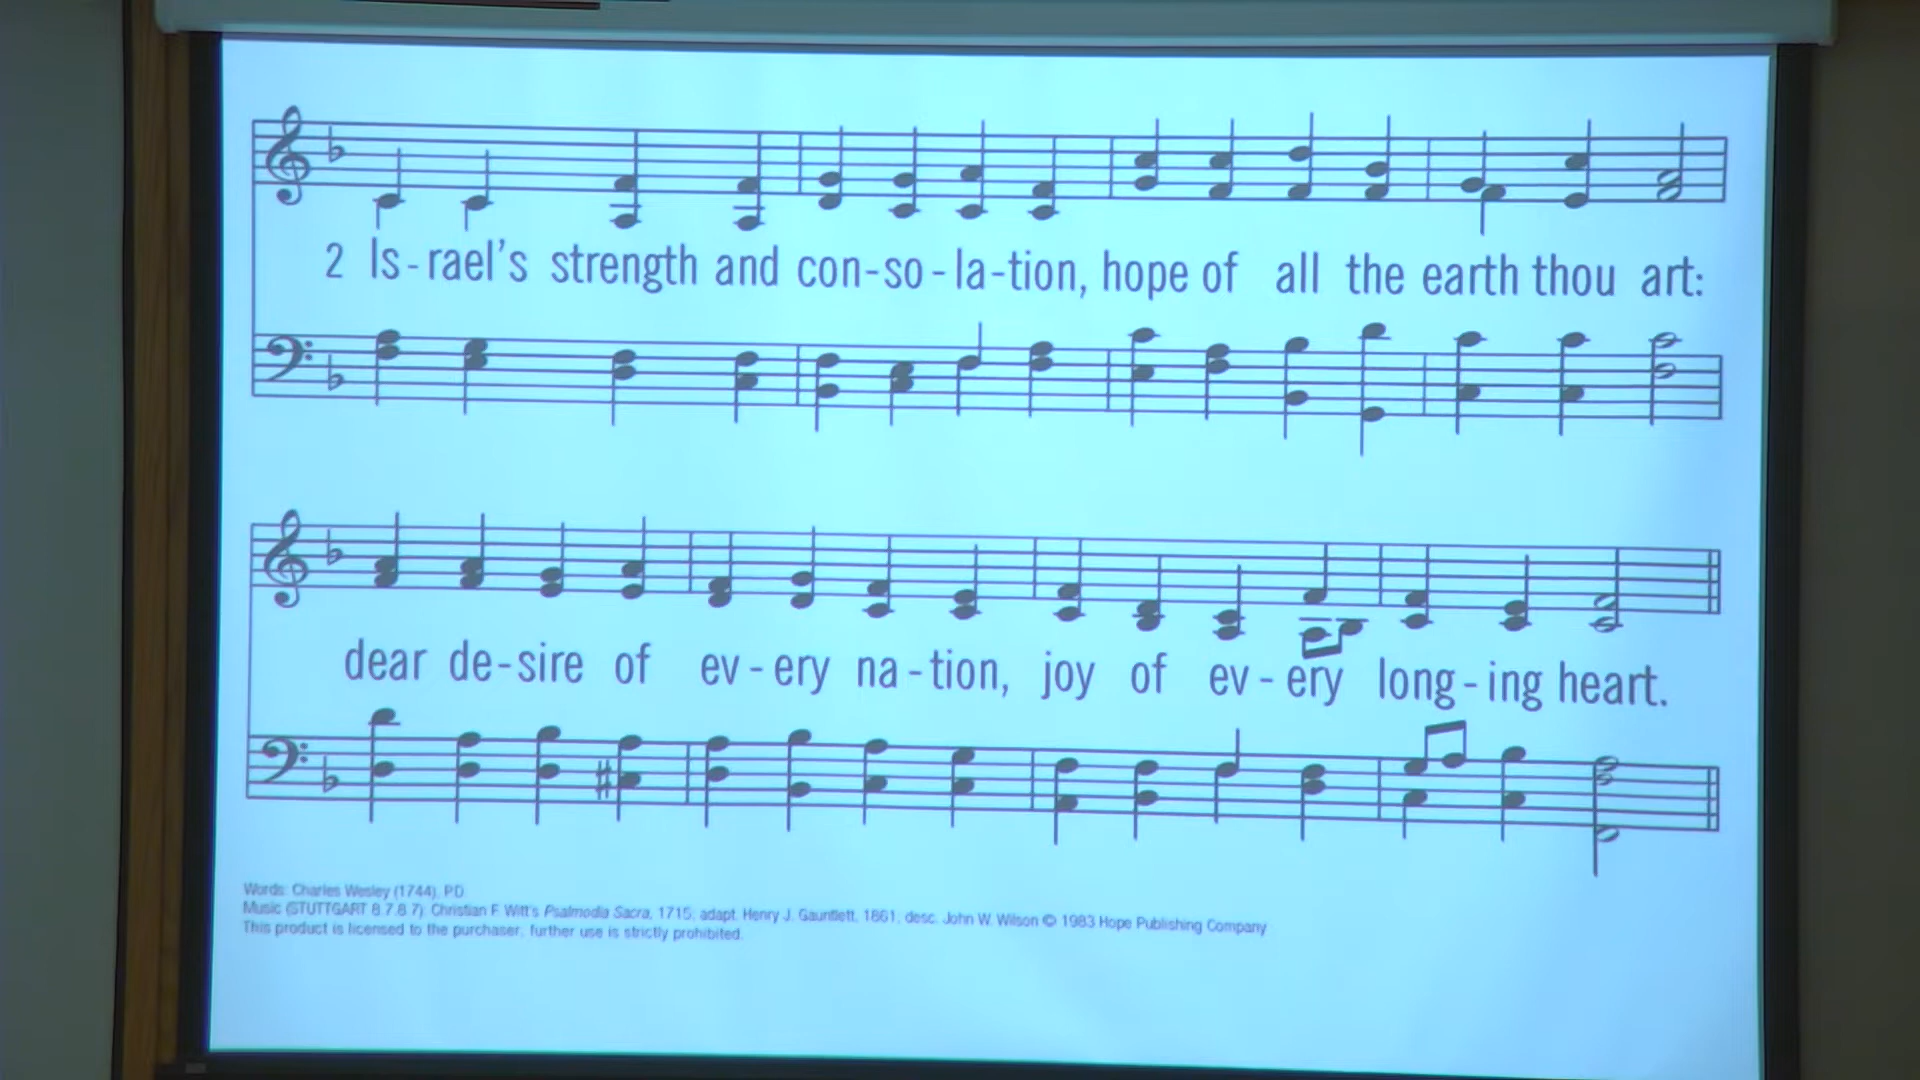 2 Is-rael's strength and con-so-la-tion, hope of all the earth thou art:
dear de-sire of ev-ery na-tion, joy of ev-ery long-ing heart.
Words: Charles Wesley (1744), PD
Music (STUTTGART 8.7.8.7): Christian F. Witt's Psalmodia Sacra, 1715; adapt. Henry J. Gauntlett, 1861; desc. John W. Wilson © 1983 Hope Publishing Company
This product is licensed to the purchaser; further use is strictly prohibited.